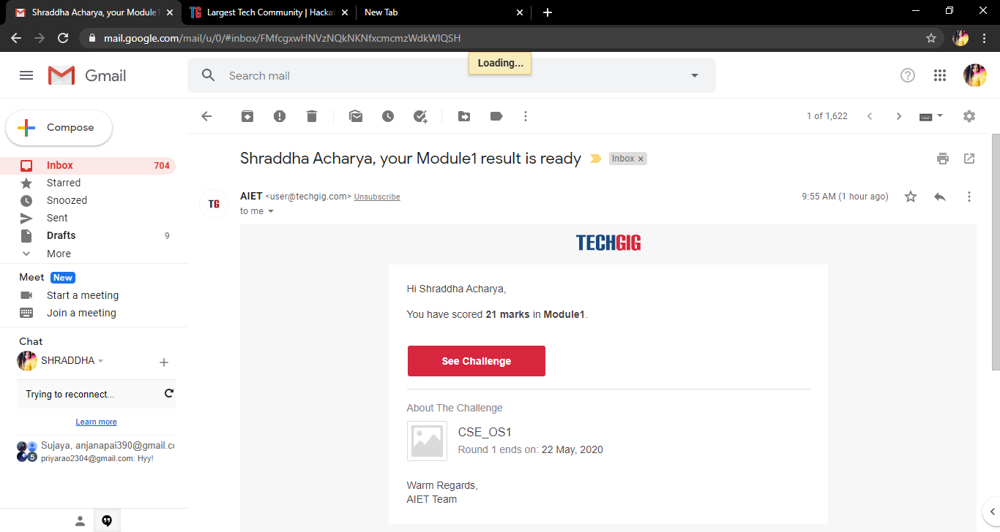 Shraddha Acharya, your Module1
Largest Tech Community | Hacka
New Tab
mail.google.com/mail/u/0/#inbox/FMfcgxwHNVzNQkNKNfxcmcmzWdkWlQSH
Loading...
Gmail
Search mail
Compose
1 of 1,622
Inbox 704
Starred
Snoozed
Sent
Drafts 9
More
Meet New
Start a meeting
Join a meeting
Chat
SHRADDHA
Trying to reconnect...
Learn more
Sujaya, anjanapai390@gmail.co
priyarao2304@gmail.com: Hyy!
5
Shraddha Acharya, your Module1 result is ready Inbox x
TG
AIET <user@techgig.com> Unsubscribe
9:55 AM (1 hour ago)
to me
TECHGIG
Hi Shraddha Acharya,
You have scored 21 marks in Module1.
See Challenge
About The Challenge
CSE_OS1
Round 1 ends on: 22 May, 2020
Warm Regards,
AIET Team